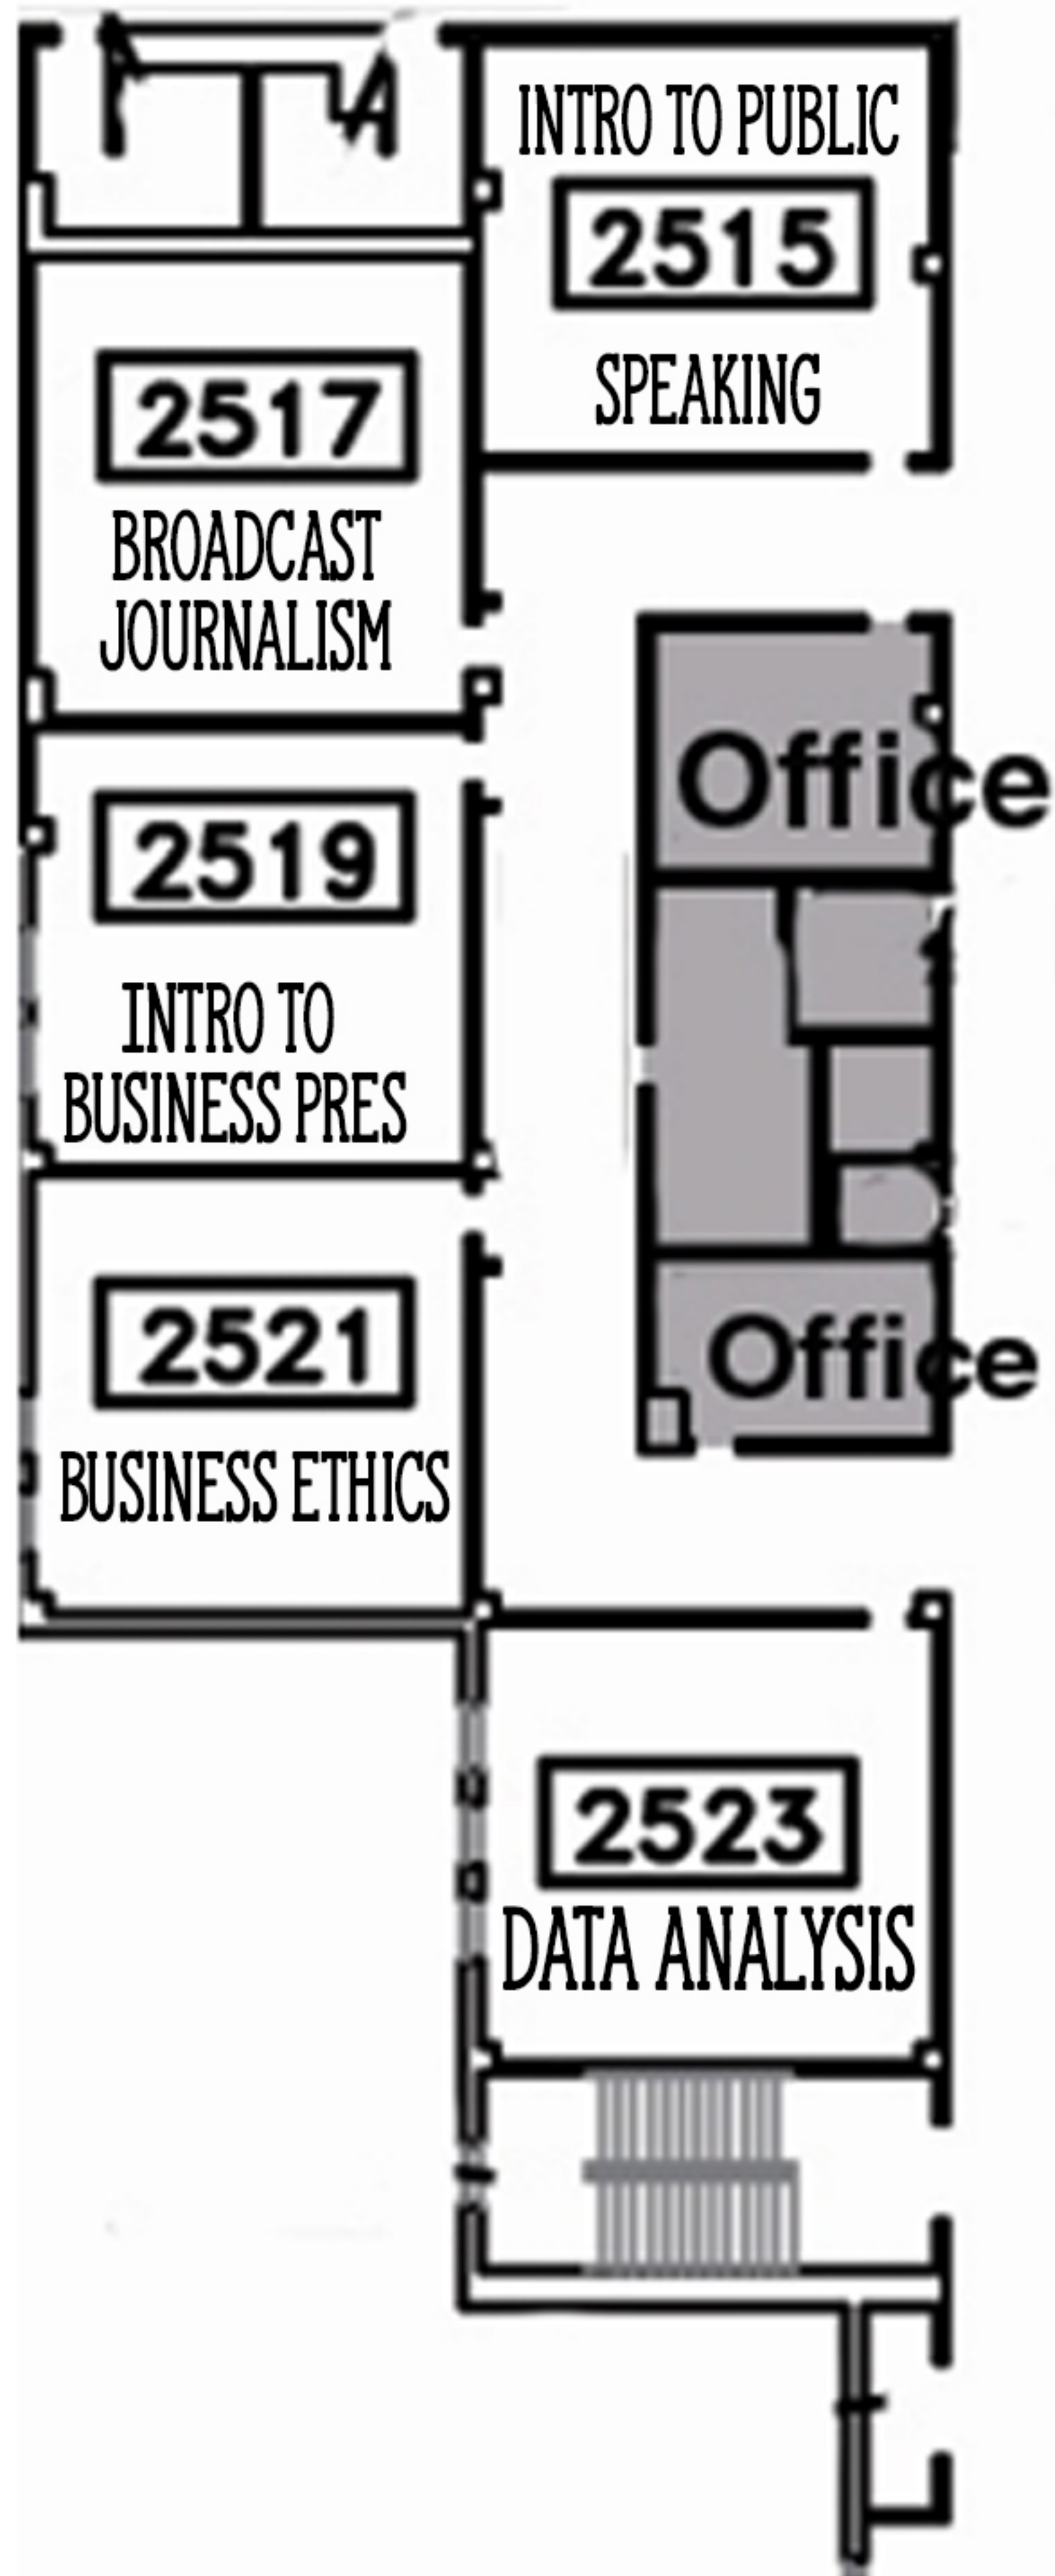 INTRO TO PUBLIC
2515
SPEAKING
2517
BROADCAST
JOURNALISM
Office
2519
INTRO TO
BUSINESS PRES
2521
Office
BUSINESS ETHICS
2523
DATA ANALYSIS